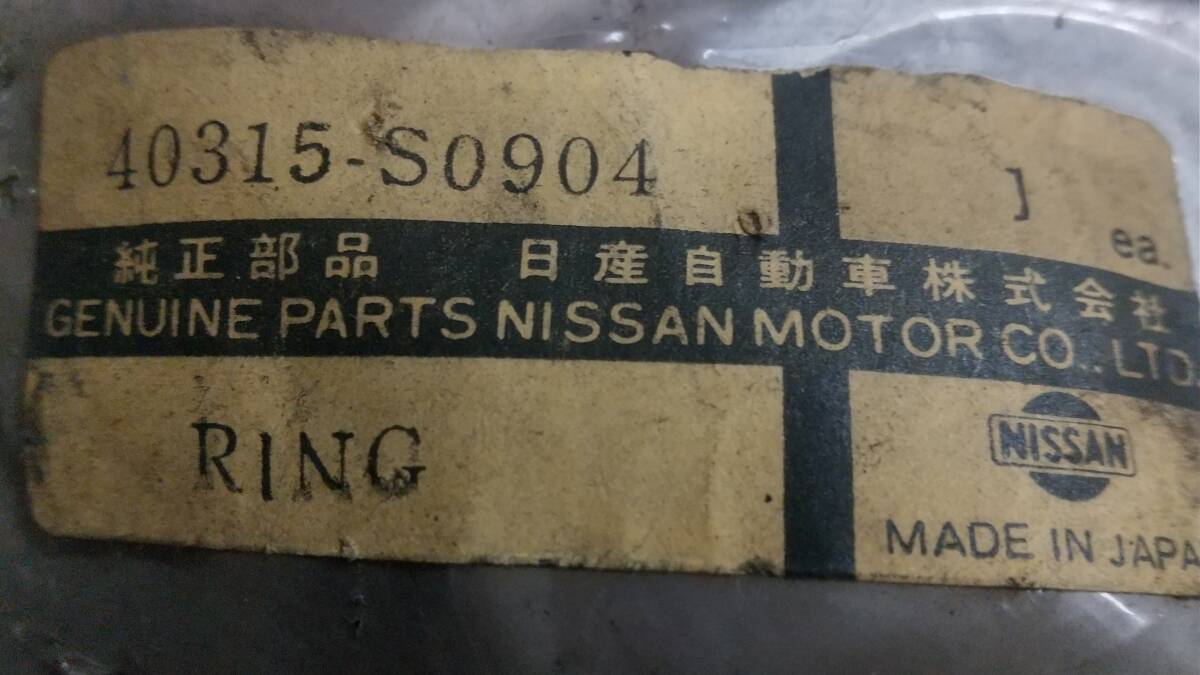 40315-S0904
1 ea.
純正部品 日産自動車株式会社
GENUINE PARTS NISSAN MOTOR CO., LTD.
RING
NISSAN
MADE IN JAPA